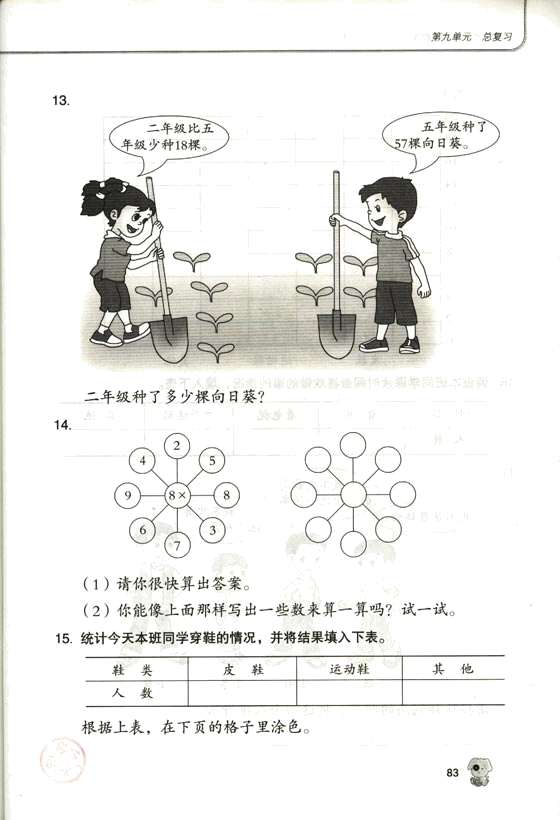 第九单元 总复习
13.
二年级比五
年级少种18棵。
五年级种了
57棵向日葵。
二年级种了多少棵向日葵？
14.
2
4 5
9 8× 8
6 3
7
（1）请你很快算出答案。
（2）你能像上面那样写出一些数来算一算吗？试一试。
15. 统计今天本班同学穿鞋的情况，并将结果填入下表。
鞋 类 皮 鞋 运动鞋 其 他
人 数
根据上表，在下页的格子里涂色。
83